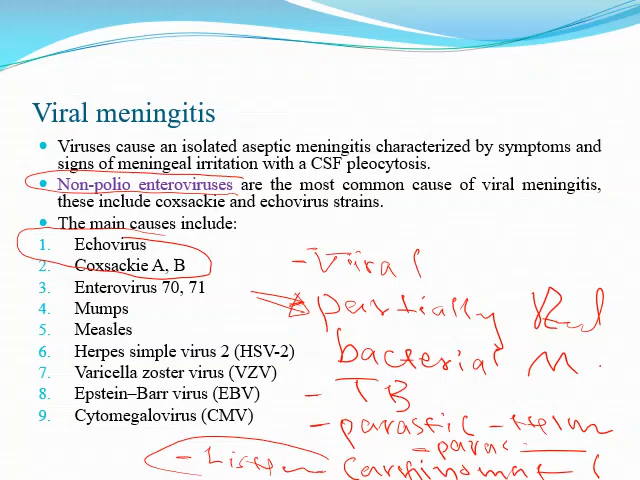 Viral meningitis
Viruses cause an isolated aseptic meningitis characterized by symptoms and
signs of meningeal irritation with a CSF pleocytosis.
Non-polio enteroviruses are the most common cause of viral meningitis,
these include coxsackie and echovirus strains.
The main causes include:
1. Echovirus
2. Coxsackie A, B
3. Enterovirus 70, 71
4. Mumps
5. Measles
6. Herpes simple virus 2 (HSV-2)
7. Varicella zoster virus (VZV)
8. Epstein–Barr virus (EBV)
9. Cytomegalovirus (CMV)
- Viral
partially
bacterial M.
- TB
- parastic -